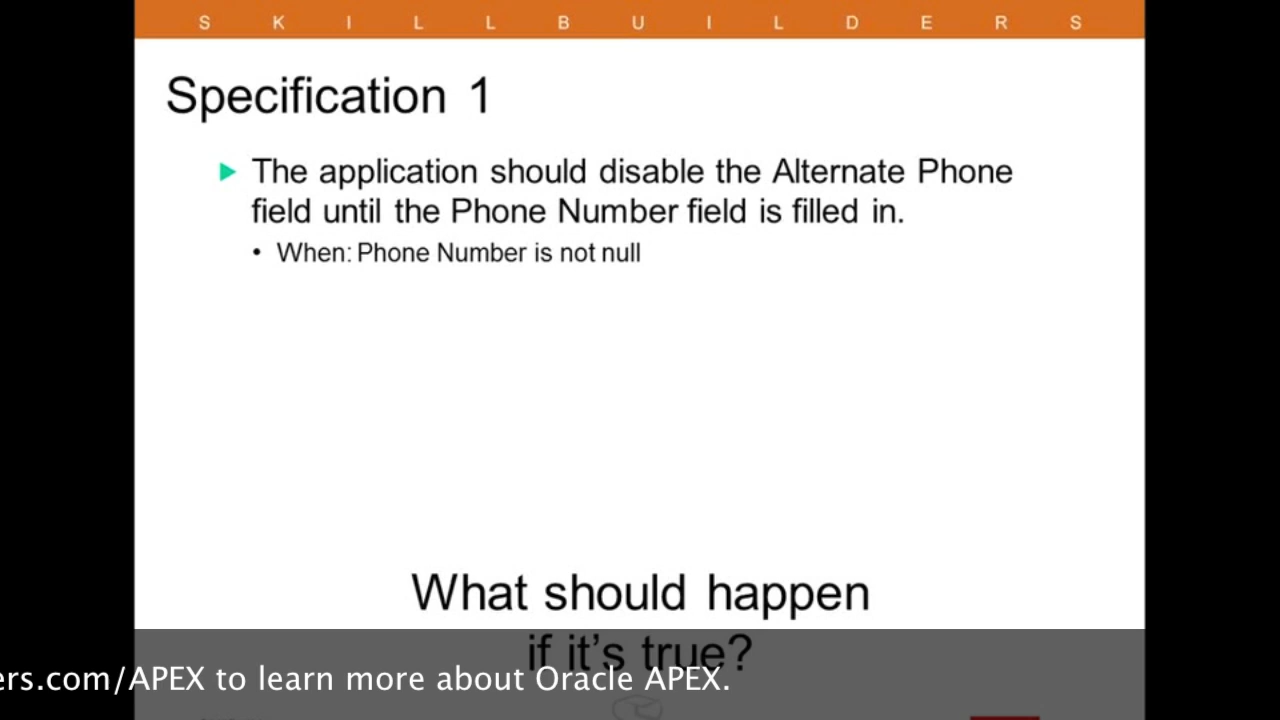 S K I L L B U I L D E R S
Specification 1
The application should disable the Alternate Phone
field until the Phone Number field is filled in.
• When: Phone Number is not null
What should happen
if it's true?
ers.com/APEX to learn more about Oracle APEX.